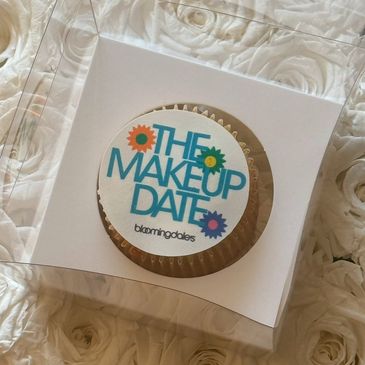 THE
MAKEUP
DATE
bloomingdale's